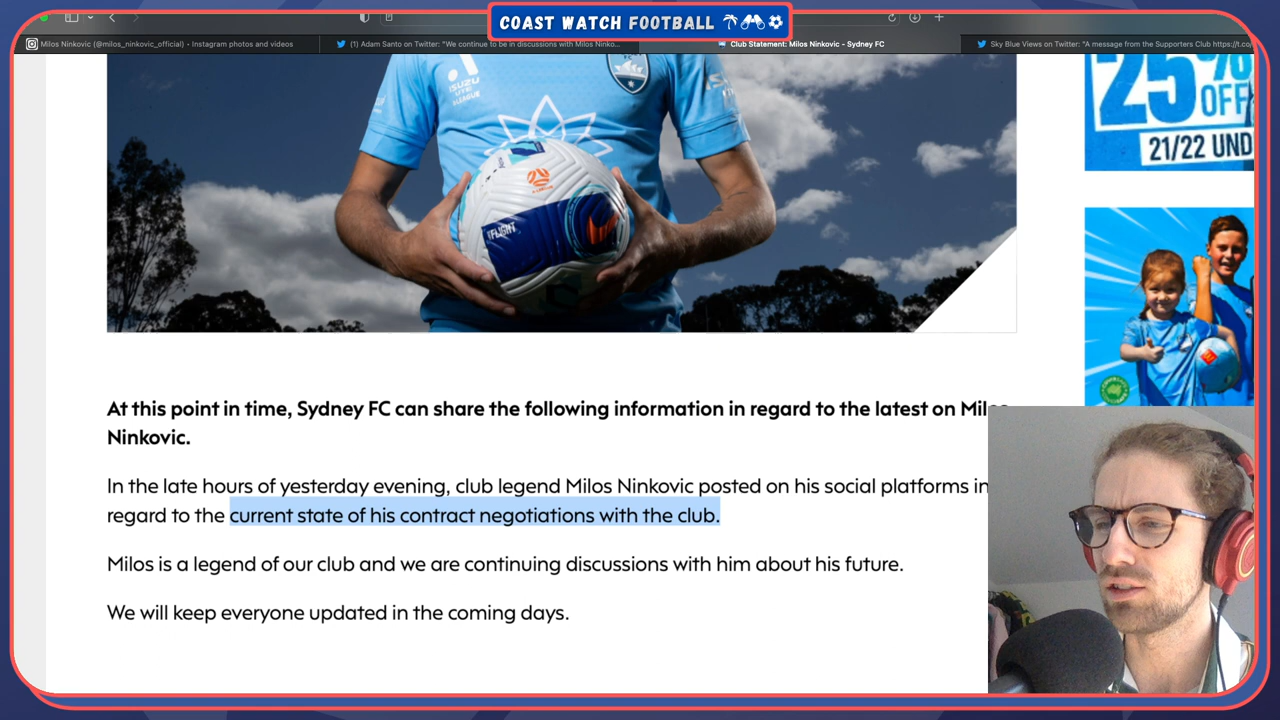 COAST WATCH FOOTBALL
Milos Ninkovic (@milos_ninkovic_official) • Instagram photos and videos
(1) Adam Santo on Twitter: "We continue to be in discussions with Milos Ninko...
Club Statement: Milos Ninkovic - Sydney FC
Sky Blue Views on Twitter: "A message from the Supporters Club https://t.co
ISUZU
UTE
A-LEAGUE
25%
OFF
21/22 UND
FLIGHT
At this point in time, Sydney FC can share the following information in regard to the latest on Milos
Ninkovic.
In the late hours of yesterday evening, club legend Milos Ninkovic posted on his social platforms in
regard to the current state of his contract negotiations with the club.
Milos is a legend of our club and we are continuing discussions with him about his future.
We will keep everyone updated in the coming days.